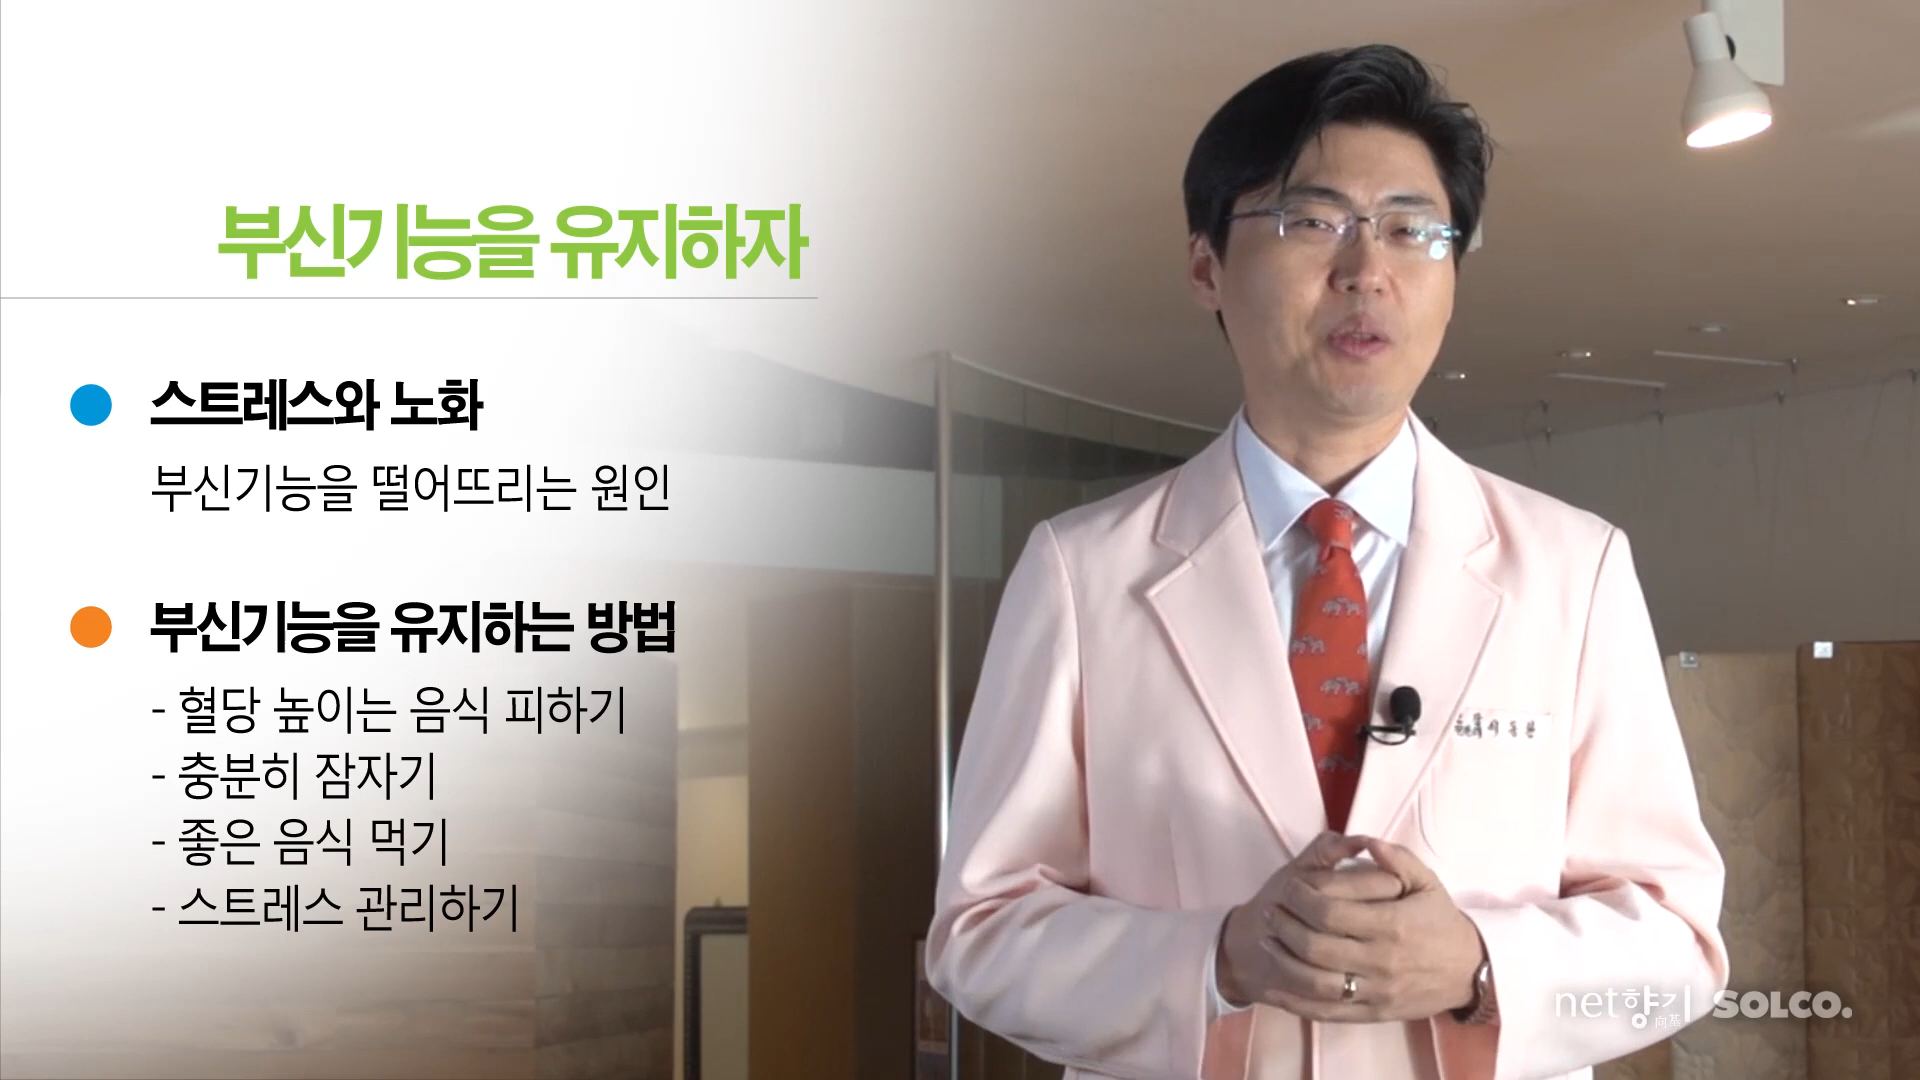 부신기능을 유지하자
스트레스와 노화
부신기능을 떨어뜨리는 원인
부신기능을 유지하는 방법
- 혈당 높이는 음식 피하기
- 충분히 잠자기
- 좋은 음식 먹기
- 스트레스 관리하기
net향기 SOLCO.
向基